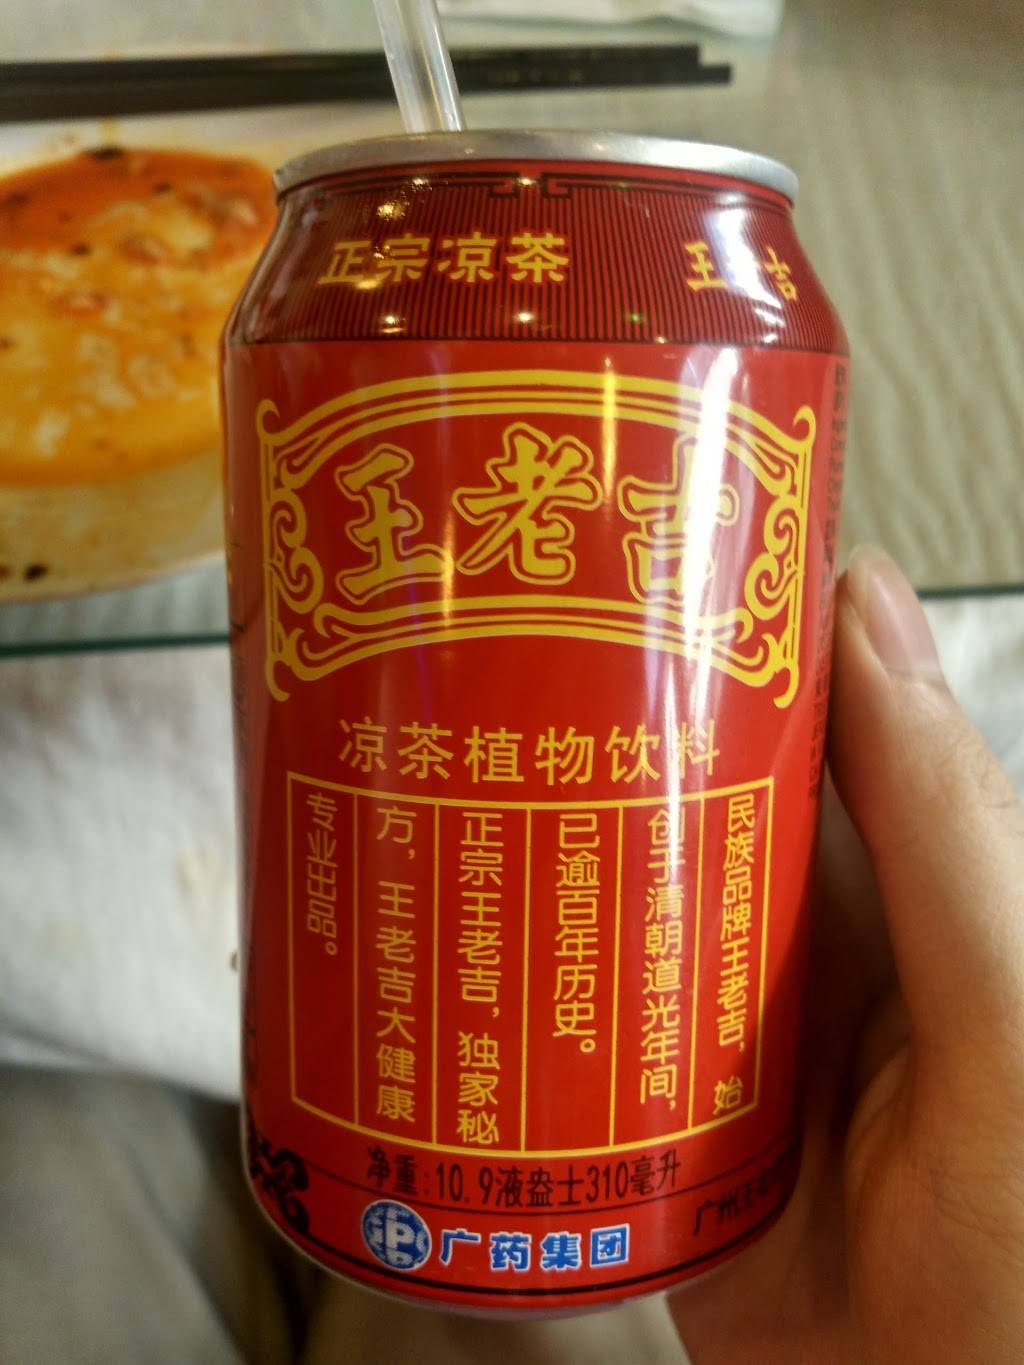 正宗凉茶
王 吉
王老吉
凉茶植物饮料
民族品牌王老吉，始
创于清朝道光年间，
已逾百年历史。
正宗王老吉，独家秘
方，王老吉大健康
专业出品。
净重:10.9液盎士310毫升
广药集团
广州王